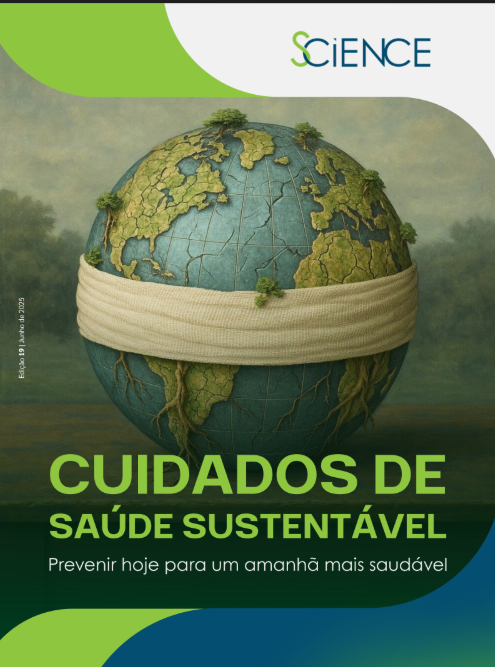 SCiENCE
Edição 19 | Junho de 2025
CUIDADOS DE
SAÚDE SUSTENTÁVEL
Prevenir hoje para um amanhã mais saudável